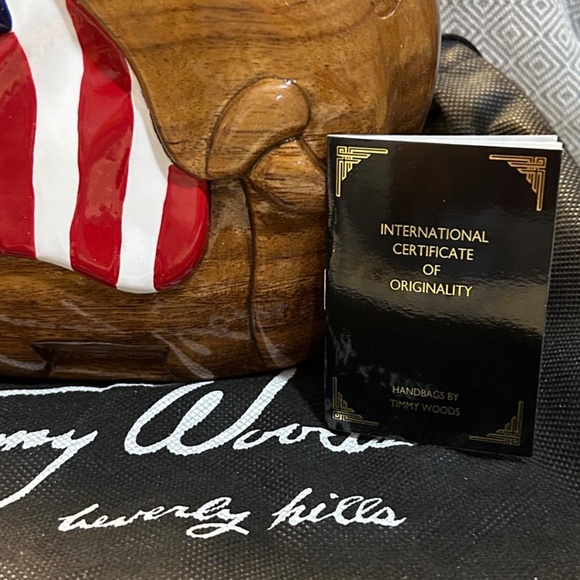 INTERNATIONAL
CERTIFICATE
OF
ORIGINALITY
HANDBAGS BY
TIMMY WOODS
beverly hills